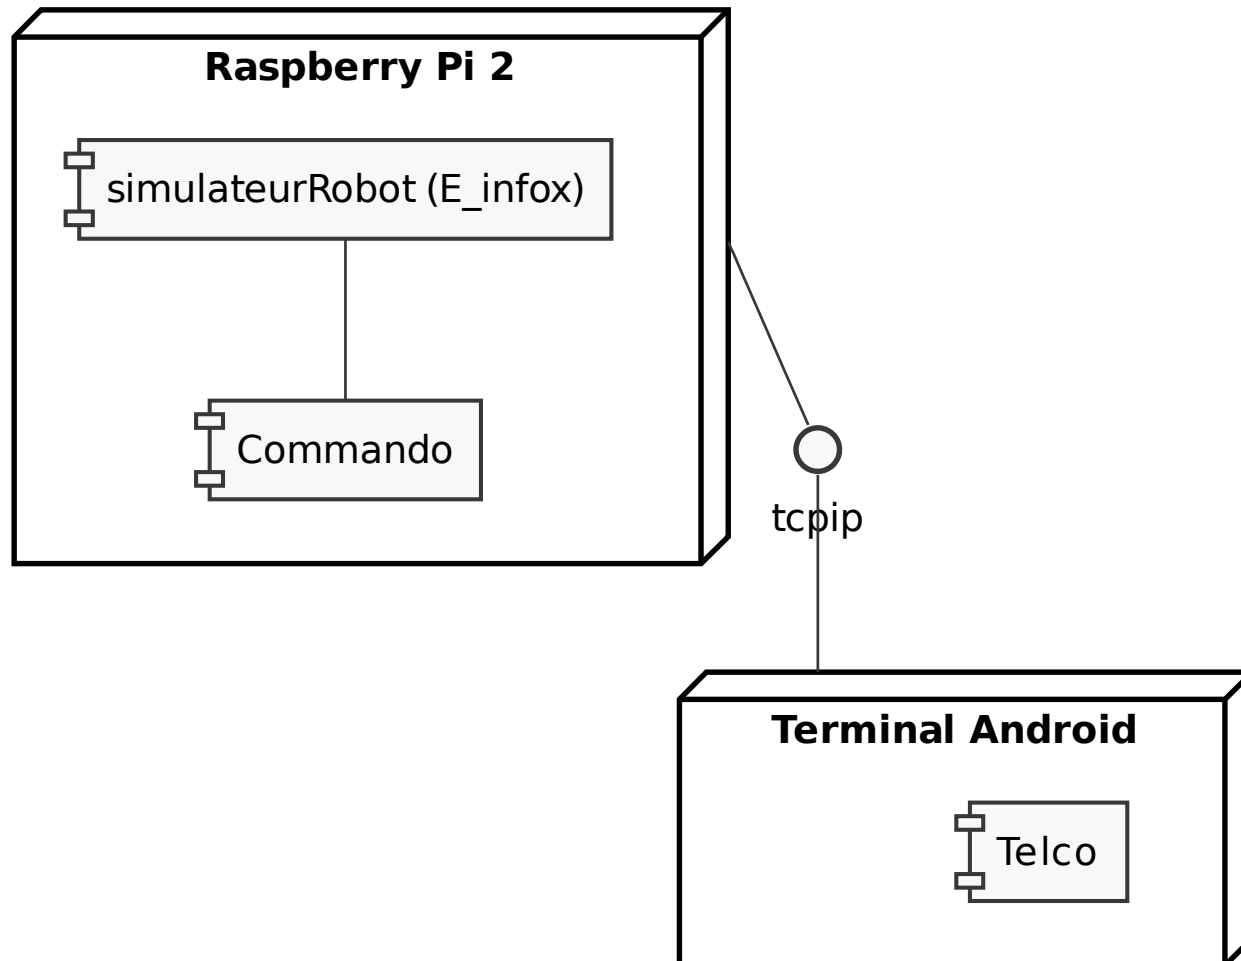 Raspberry Pi 2
simulateurRobot (E_infox)
Commando
tcpip
Terminal Android
Telco